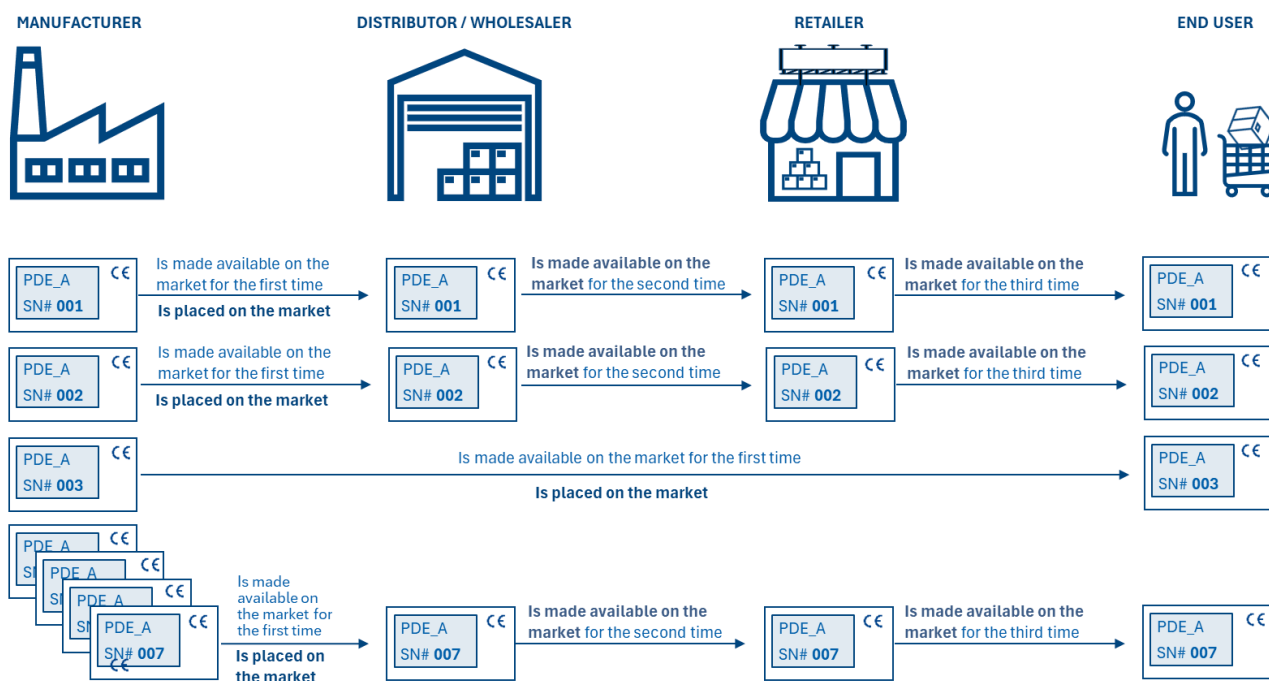 MANUFACTURER
DISTRIBUTOR / WHOLESALER
RETAILER
END USER
PDE_A
CE
SN# 001
Is made available on the
market for the first time
Is placed on the market
PDE_A
CE
SN# 001
Is made available on the
market for the second time
PDE_A
CE
SN# 001
Is made available on the
market for the third time
PDE_A
CE
SN# 001
PDE_A
CE
SN# 002
Is made available on the
market for the first time
Is placed on the market
PDE_A
CE
SN# 002
Is made available on the
market for the second time
PDE_A
CE
SN# 002
Is made available on the
market for the third time
PDE_A
CE
SN# 002
PDE_A
CE
SN# 003
Is made available on the market for the first time
Is placed on the market
PDE_A
CE
SN# 003
PDE_A
CE
PDE_A
CE
PDE_A
CE
PDE_A
CE
SN# 007
CE
Is made
available on
the market for
the first time
Is placed on
the market
PDE_A
CE
SN# 007
Is made available on the
market for the second time
PDE_A
CE
SN# 007
Is made available on the
market for the third time
PDE_A
CE
SN# 007